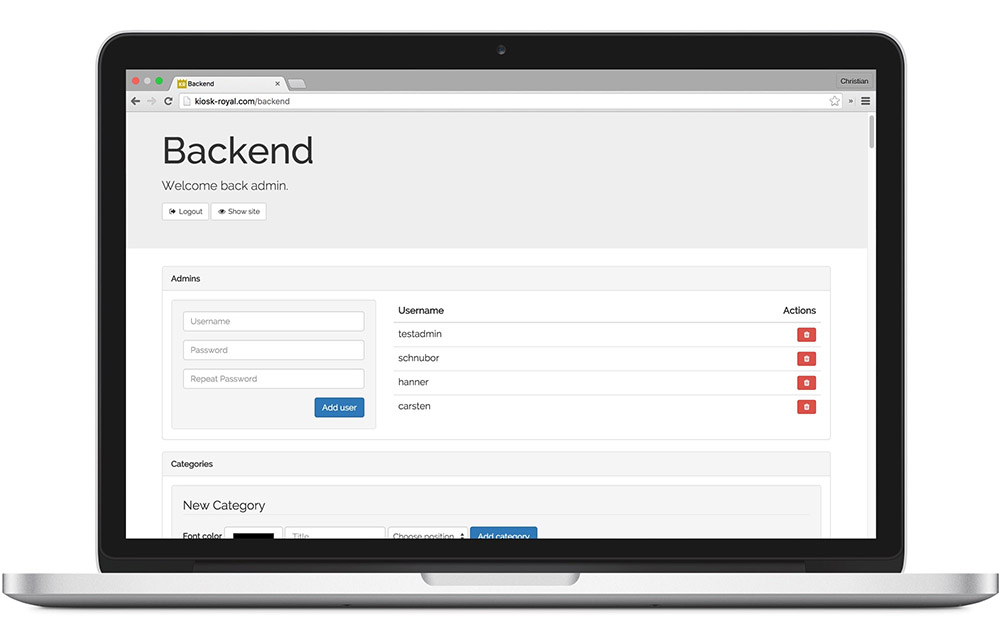 Backend
Christian
kiosk-royal.com/backend
Backend
Welcome back admin.
Logout Show site
Admins
Username
Password
Repeat Password
Add user
Username Actions
testadmin
schnubor
hanner
carsten
Categories
New Category
Font color Title Choose position Add category